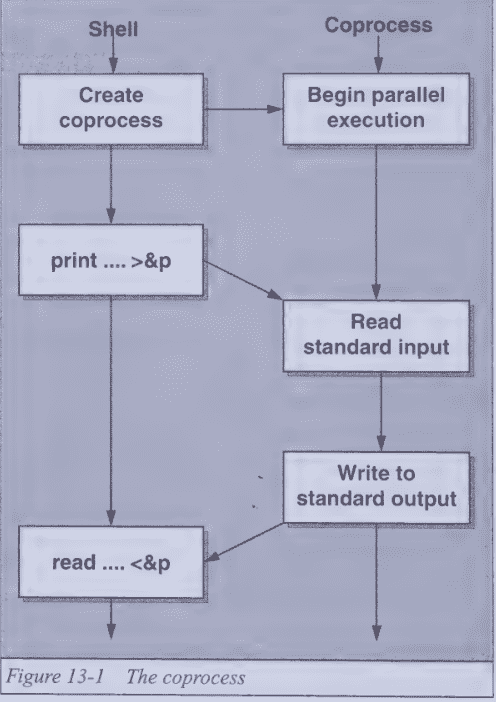 Shell
Coprocess
Create
coprocess
Begin parallel
execution
print .... >&p
Read
standard input
Write to
standard output
read .... <&p
Figure 13-1 The coprocess